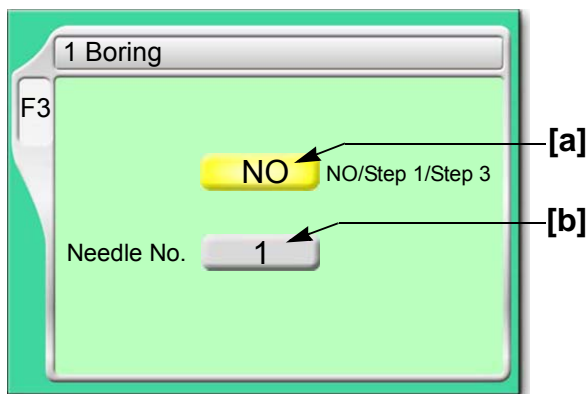 1 Boring
F3
[a]
NO NO/Step 1/Step 3
[b]
Needle No. 1